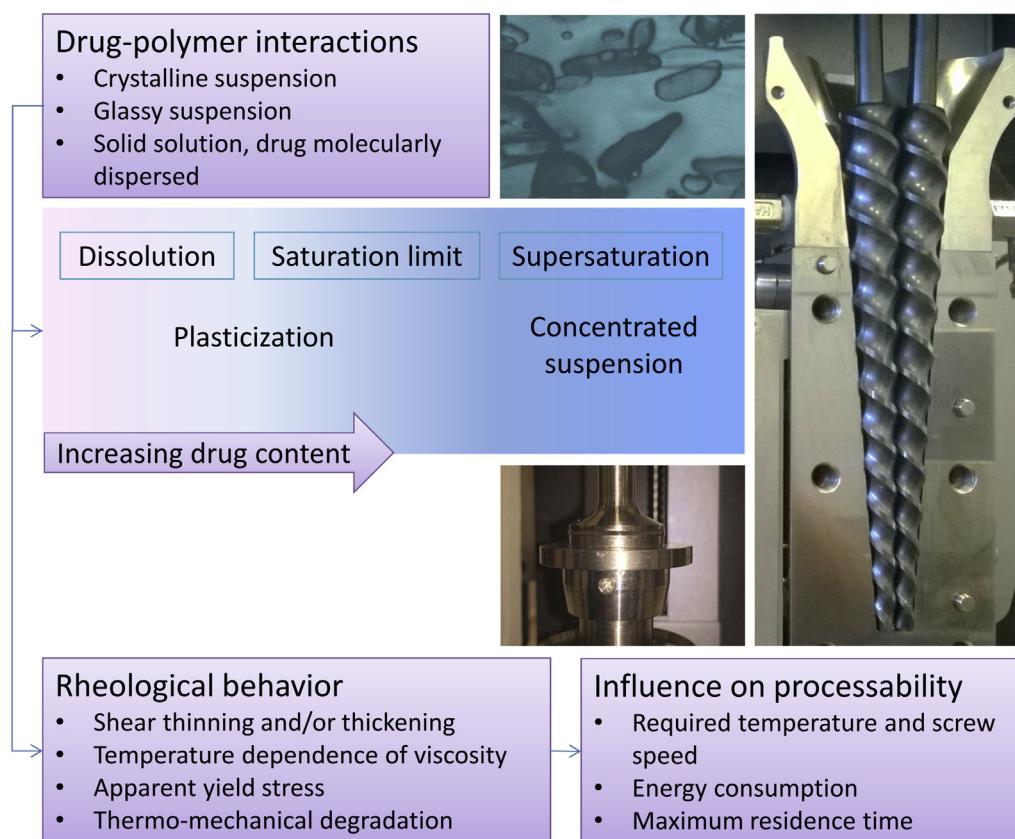 Drug-polymer interactions
• Crystalline suspension
• Glassy suspension
• Solid solution, drug molecularly
dispersed
Dissolution
Saturation limit
Supersaturation
Plasticization
Concentrated
suspension
Increasing drug content
Rheological behavior
• Shear thinning and/or thickening
• Temperature dependence of viscosity
• Apparent yield stress
• Thermo-mechanical degradation
Influence on processability
• Required temperature and screw
speed
• Energy consumption
• Maximum residence time